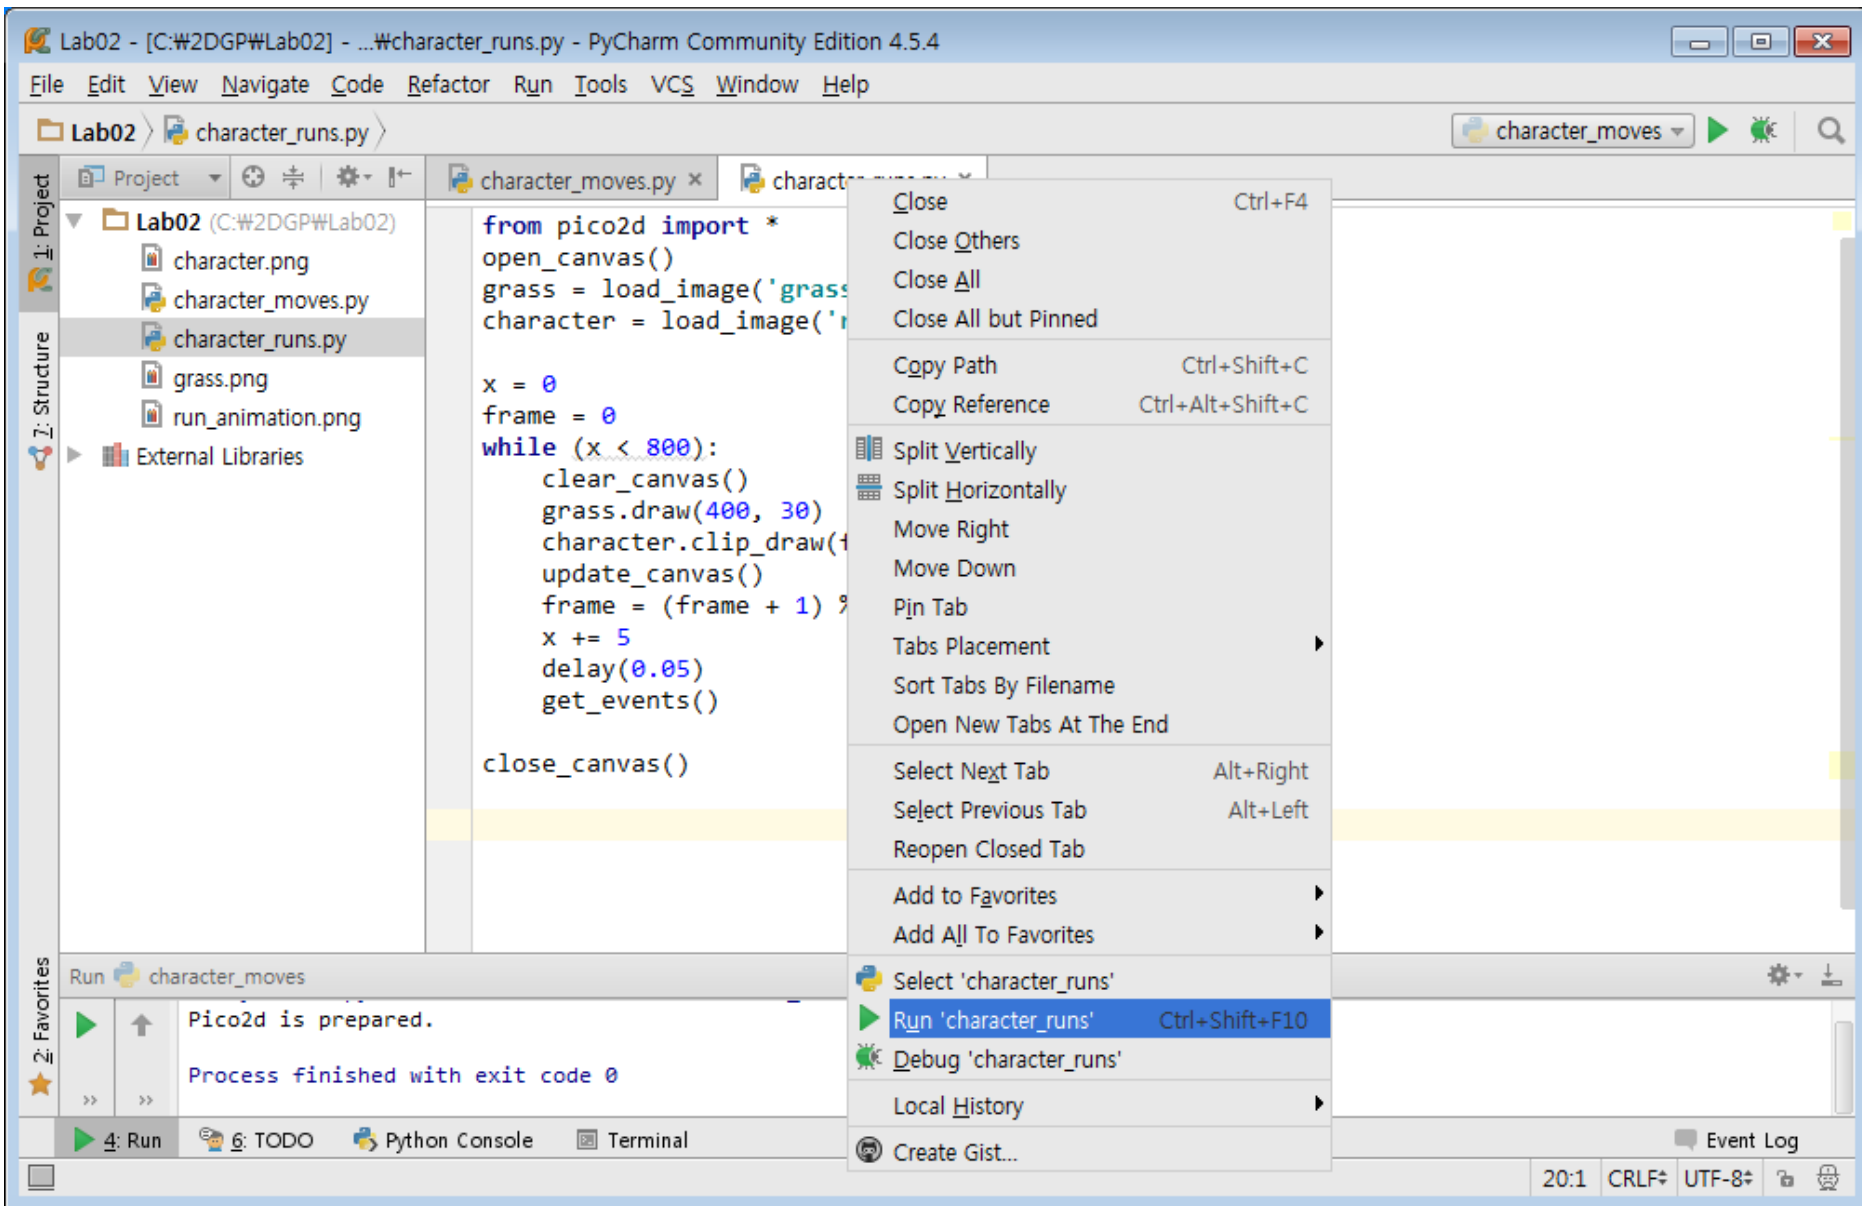 Lab02 - [C:₩2DGP₩Lab02] - ...₩character_runs.py - PyCharm Community Edition 4.5.4
File Edit View Navigate Code Refactor Run Tools VCS Window Help
Lab02 character_runs.py character_moves
1: Project
7: Structure
2: Favorites
Project
Lab02 (C:₩2DGP₩Lab02)
character.png
character_moves.py
character_runs.py
grass.png
run_animation.png
External Libraries
character_moves.py
from pico2d import *
open_canvas()
grass = load_image('grass
character = load_image('r
x = 0
frame = 0
while (x < 800):
clear_canvas()
grass.draw(400, 30)
character.clip_draw(f
update_canvas()
frame = (frame + 1) %
x += 5
delay(0.05)
get_events()
close_canvas()
Close Ctrl+F4
Close Others
Close All
Close All but Pinned
Copy Path Ctrl+Shift+C
Copy Reference Ctrl+Alt+Shift+C
Split Vertically
Split Horizontally
Move Right
Move Down
Pin Tab
Tabs Placement
Sort Tabs By Filename
Open New Tabs At The End
Select Next Tab Alt+Right
Select Previous Tab Alt+Left
Reopen Closed Tab
Add to Favorites
Add All To Favorites
Select 'character_runs'
Run 'character_runs' Ctrl+Shift+F10
Debug 'character_runs'
Local History
Create Gist...
Run character_moves
Pico2d is prepared.
Process finished with exit code 0
4: Run 6: TODO Python Console Terminal Event Log
20:1 CRLF UTF-8